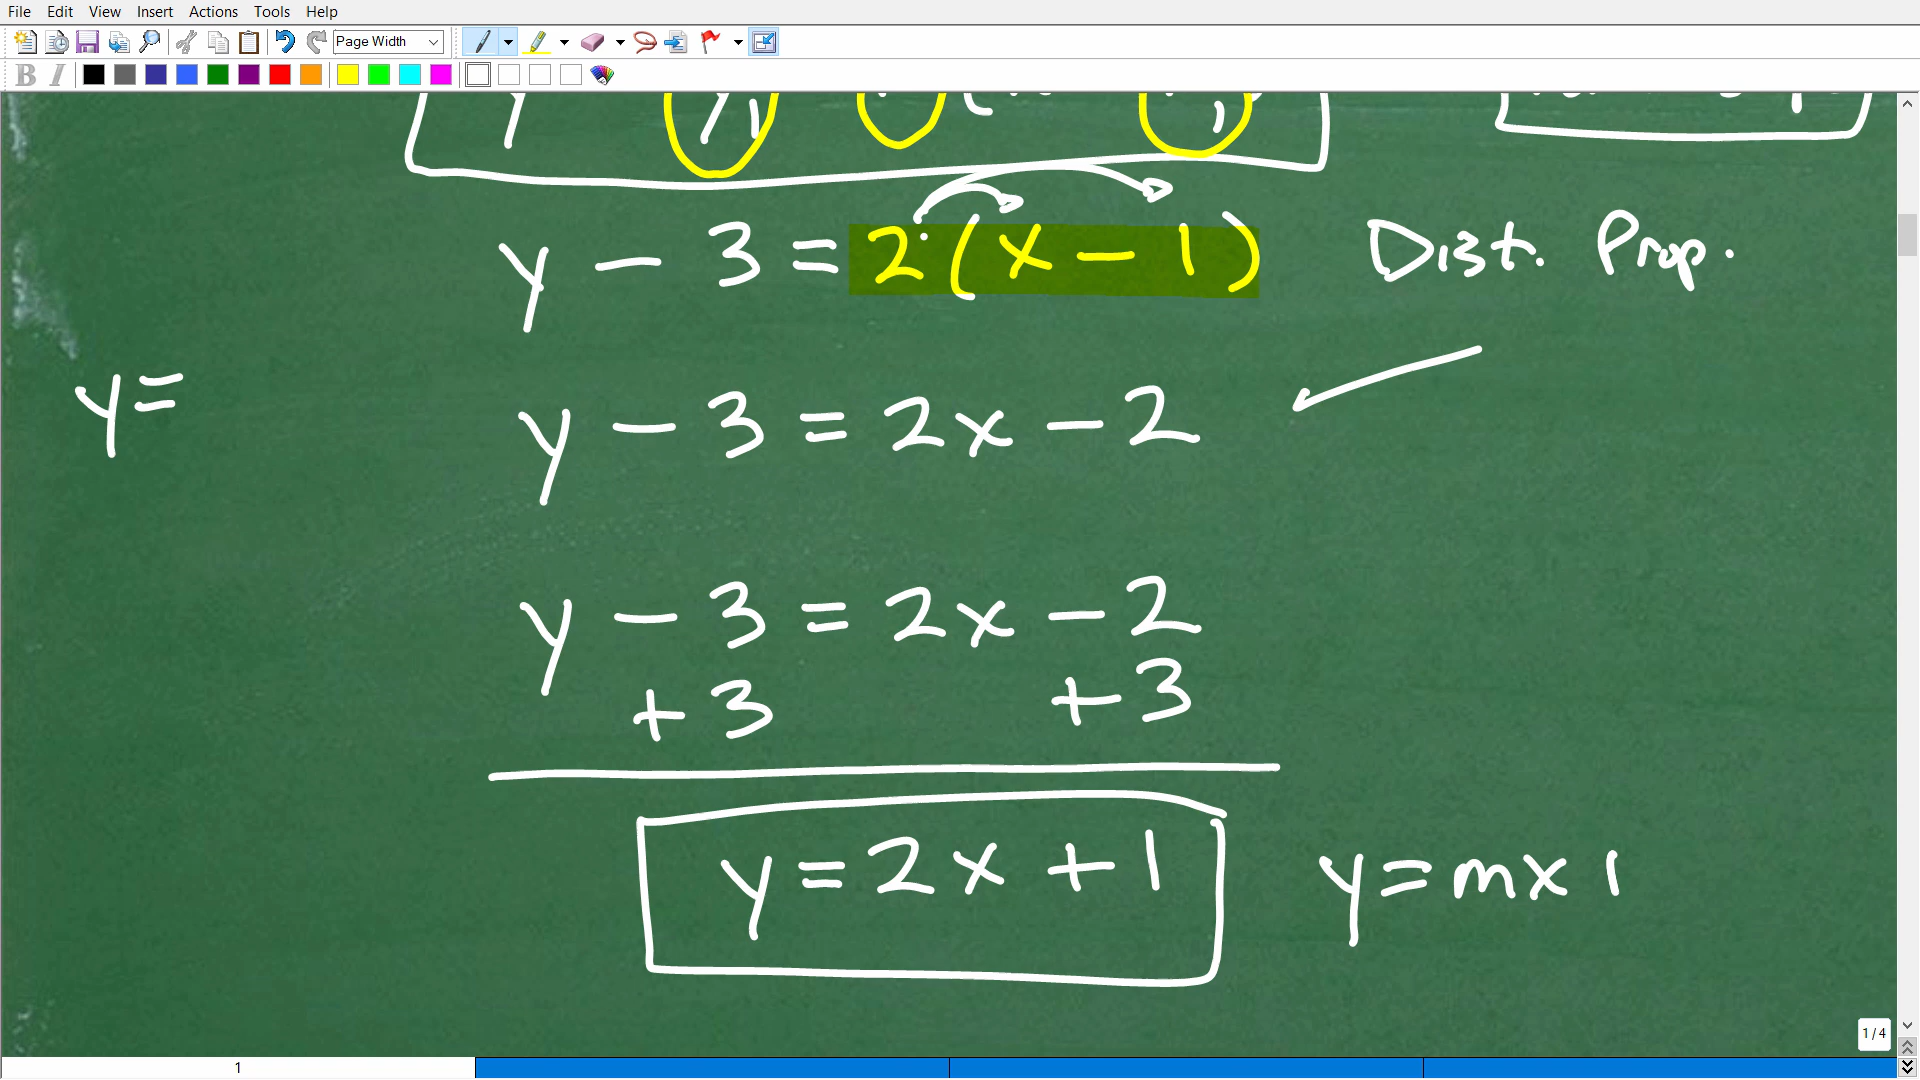 File Edit View Insert Actions Tools Help
Page Width
B I
y - 3 = 2(x - 1) Dist. Prop.
y=
y - 3 = 2x - 2
y - 3 = 2x - 2
+ 3 + 3
y = 2x + 1
y = mx
1 / 4
1